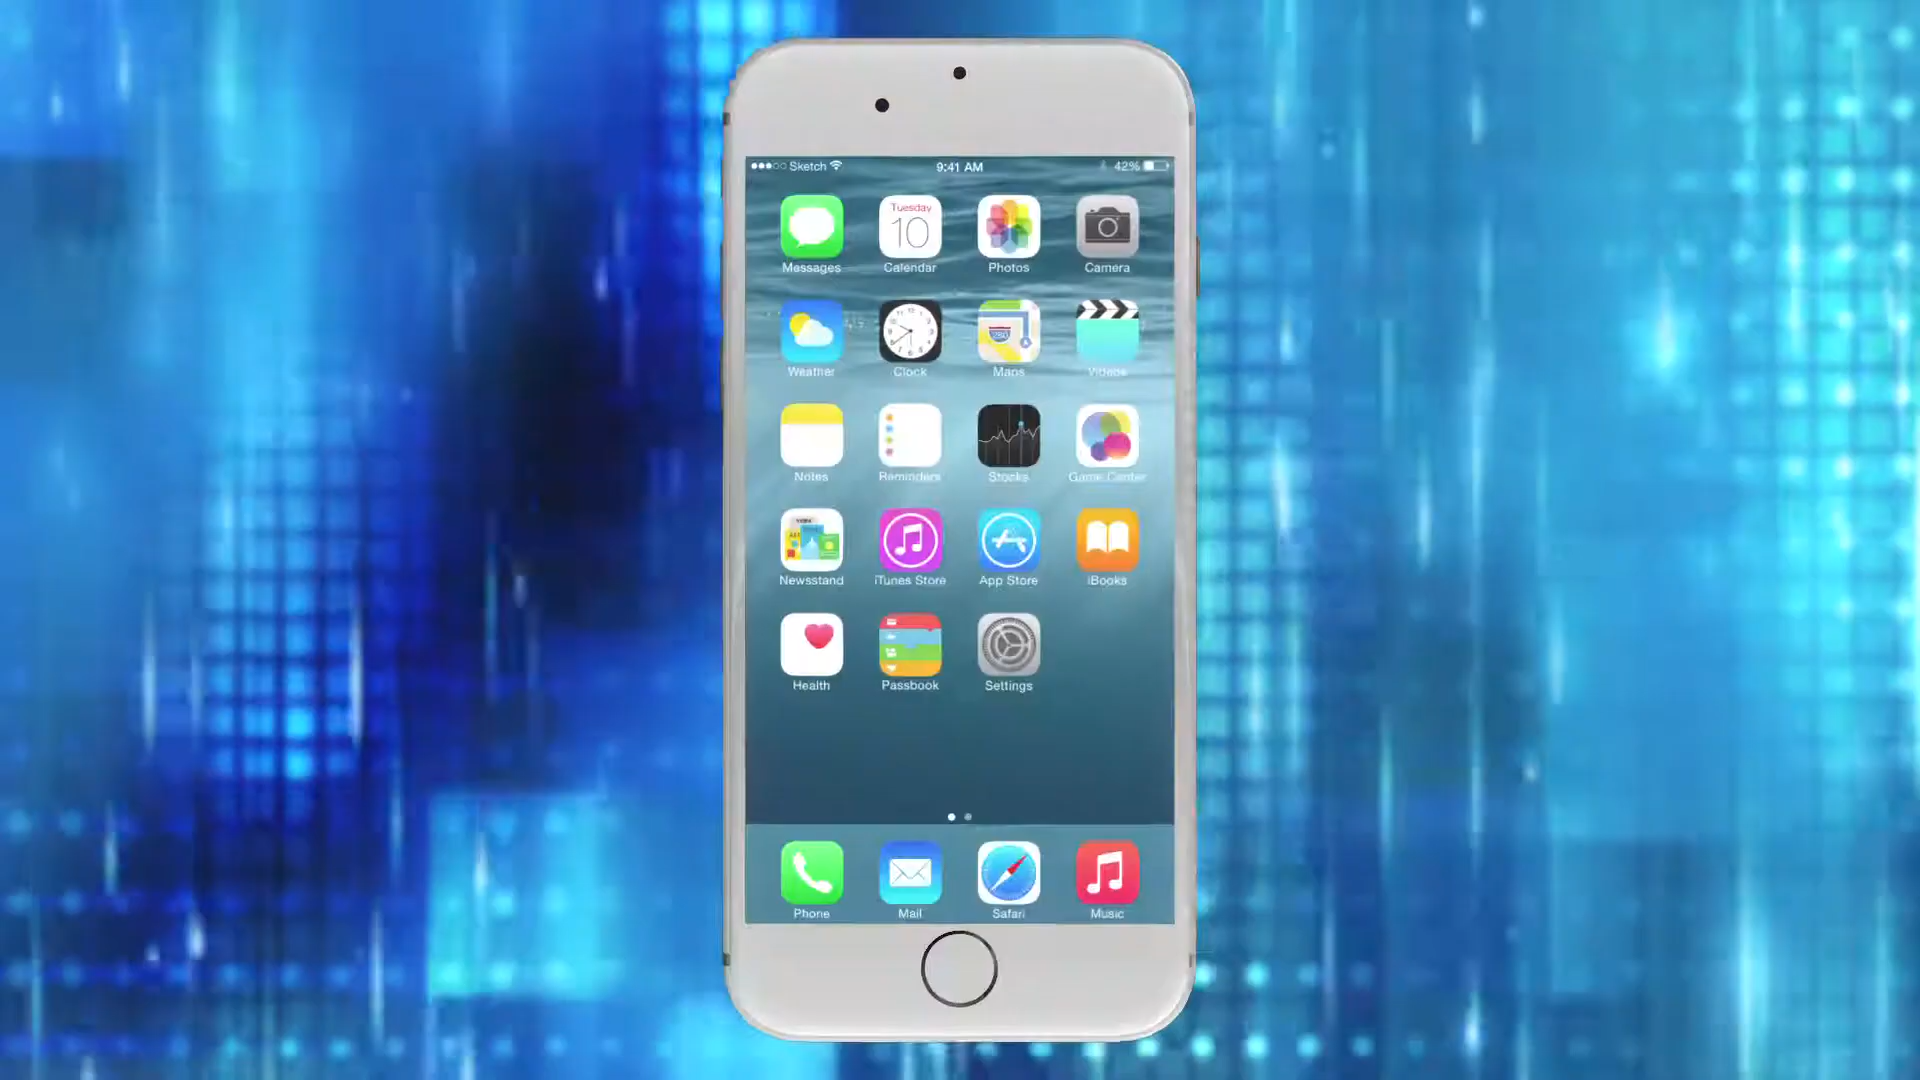 Sketch 9:41 AM 42%
Tuesday
10
Messages Calendar Photos Camera
280
Weather Clock Maps Videos
Notes Reminders Stocks Game Center
Newsstand iTunes Store App Store iBooks
Health Passbook Settings
Phone Mail Safari Music